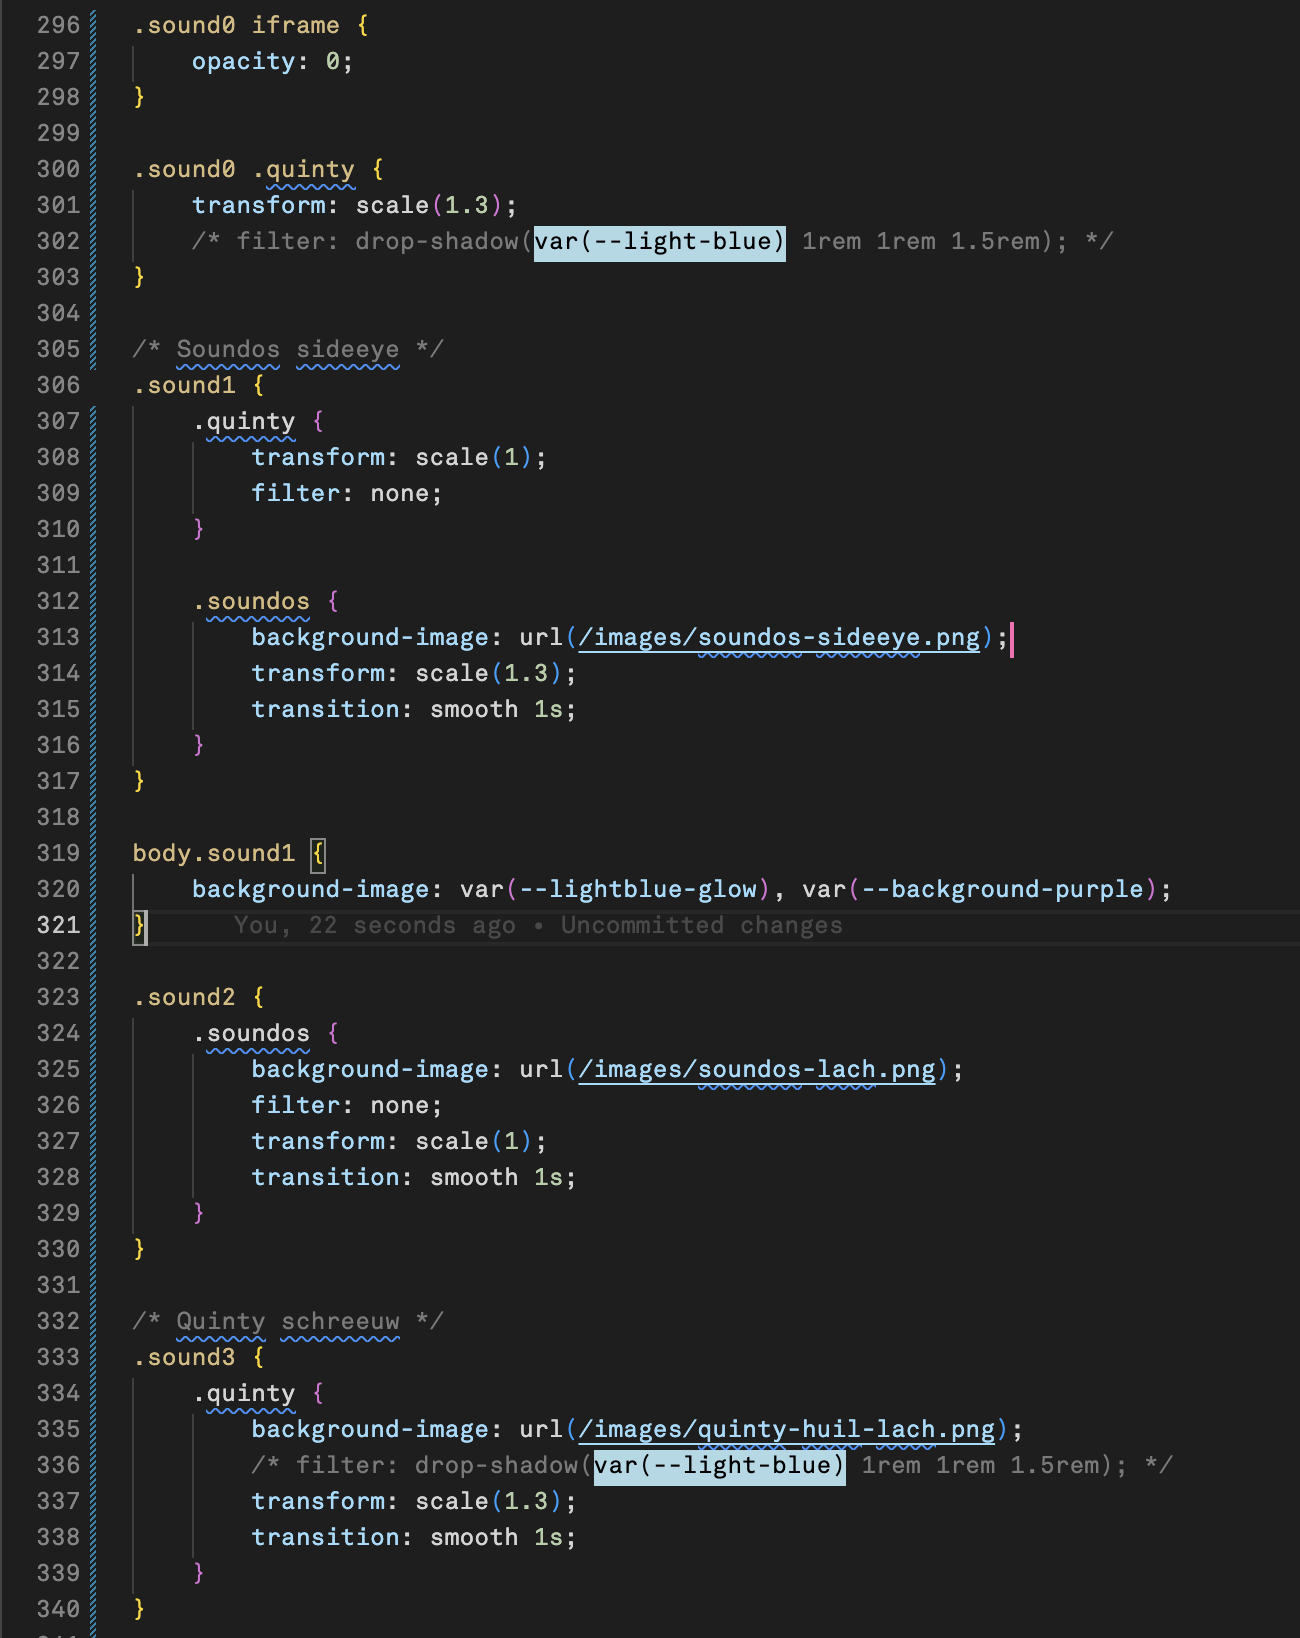 296 .sound0 iframe {
297 opacity: 0;
298 }
299
300 .sound0 .quinty {
301 transform: scale(1.3);
302 /* filter: drop-shadow(var(--light-blue) 1rem 1rem 1.5rem); */
303 }
304
305 /* Soundos sideeye */
306 .sound1 {
307 .quinty {
308 transform: scale(1);
309 filter: none;
310 }
311
312 .soundos {
313 background-image: url(/images/soundos-sideeye.png);
314 transform: scale(1.3);
315 transition: smooth 1s;
316 }
317 }
318
319 body.sound1 {
320 background-image: var(--lightblue-glow), var(--background-purple);
321 } You, 22 seconds ago • Uncommitted changes
322
323 .sound2 {
324 .soundos {
325 background-image: url(/images/soundos-lach.png);
326 filter: none;
327 transform: scale(1);
328 transition: smooth 1s;
329 }
330 }
331
332 /* Quinty schreeuw */
333 .sound3 {
334 .quinty {
335 background-image: url(/images/quinty-huil-lach.png);
336 /* filter: drop-shadow(var(--light-blue) 1rem 1rem 1.5rem); */
337 transform: scale(1.3);
338 transition: smooth 1s;
339 }
340 }